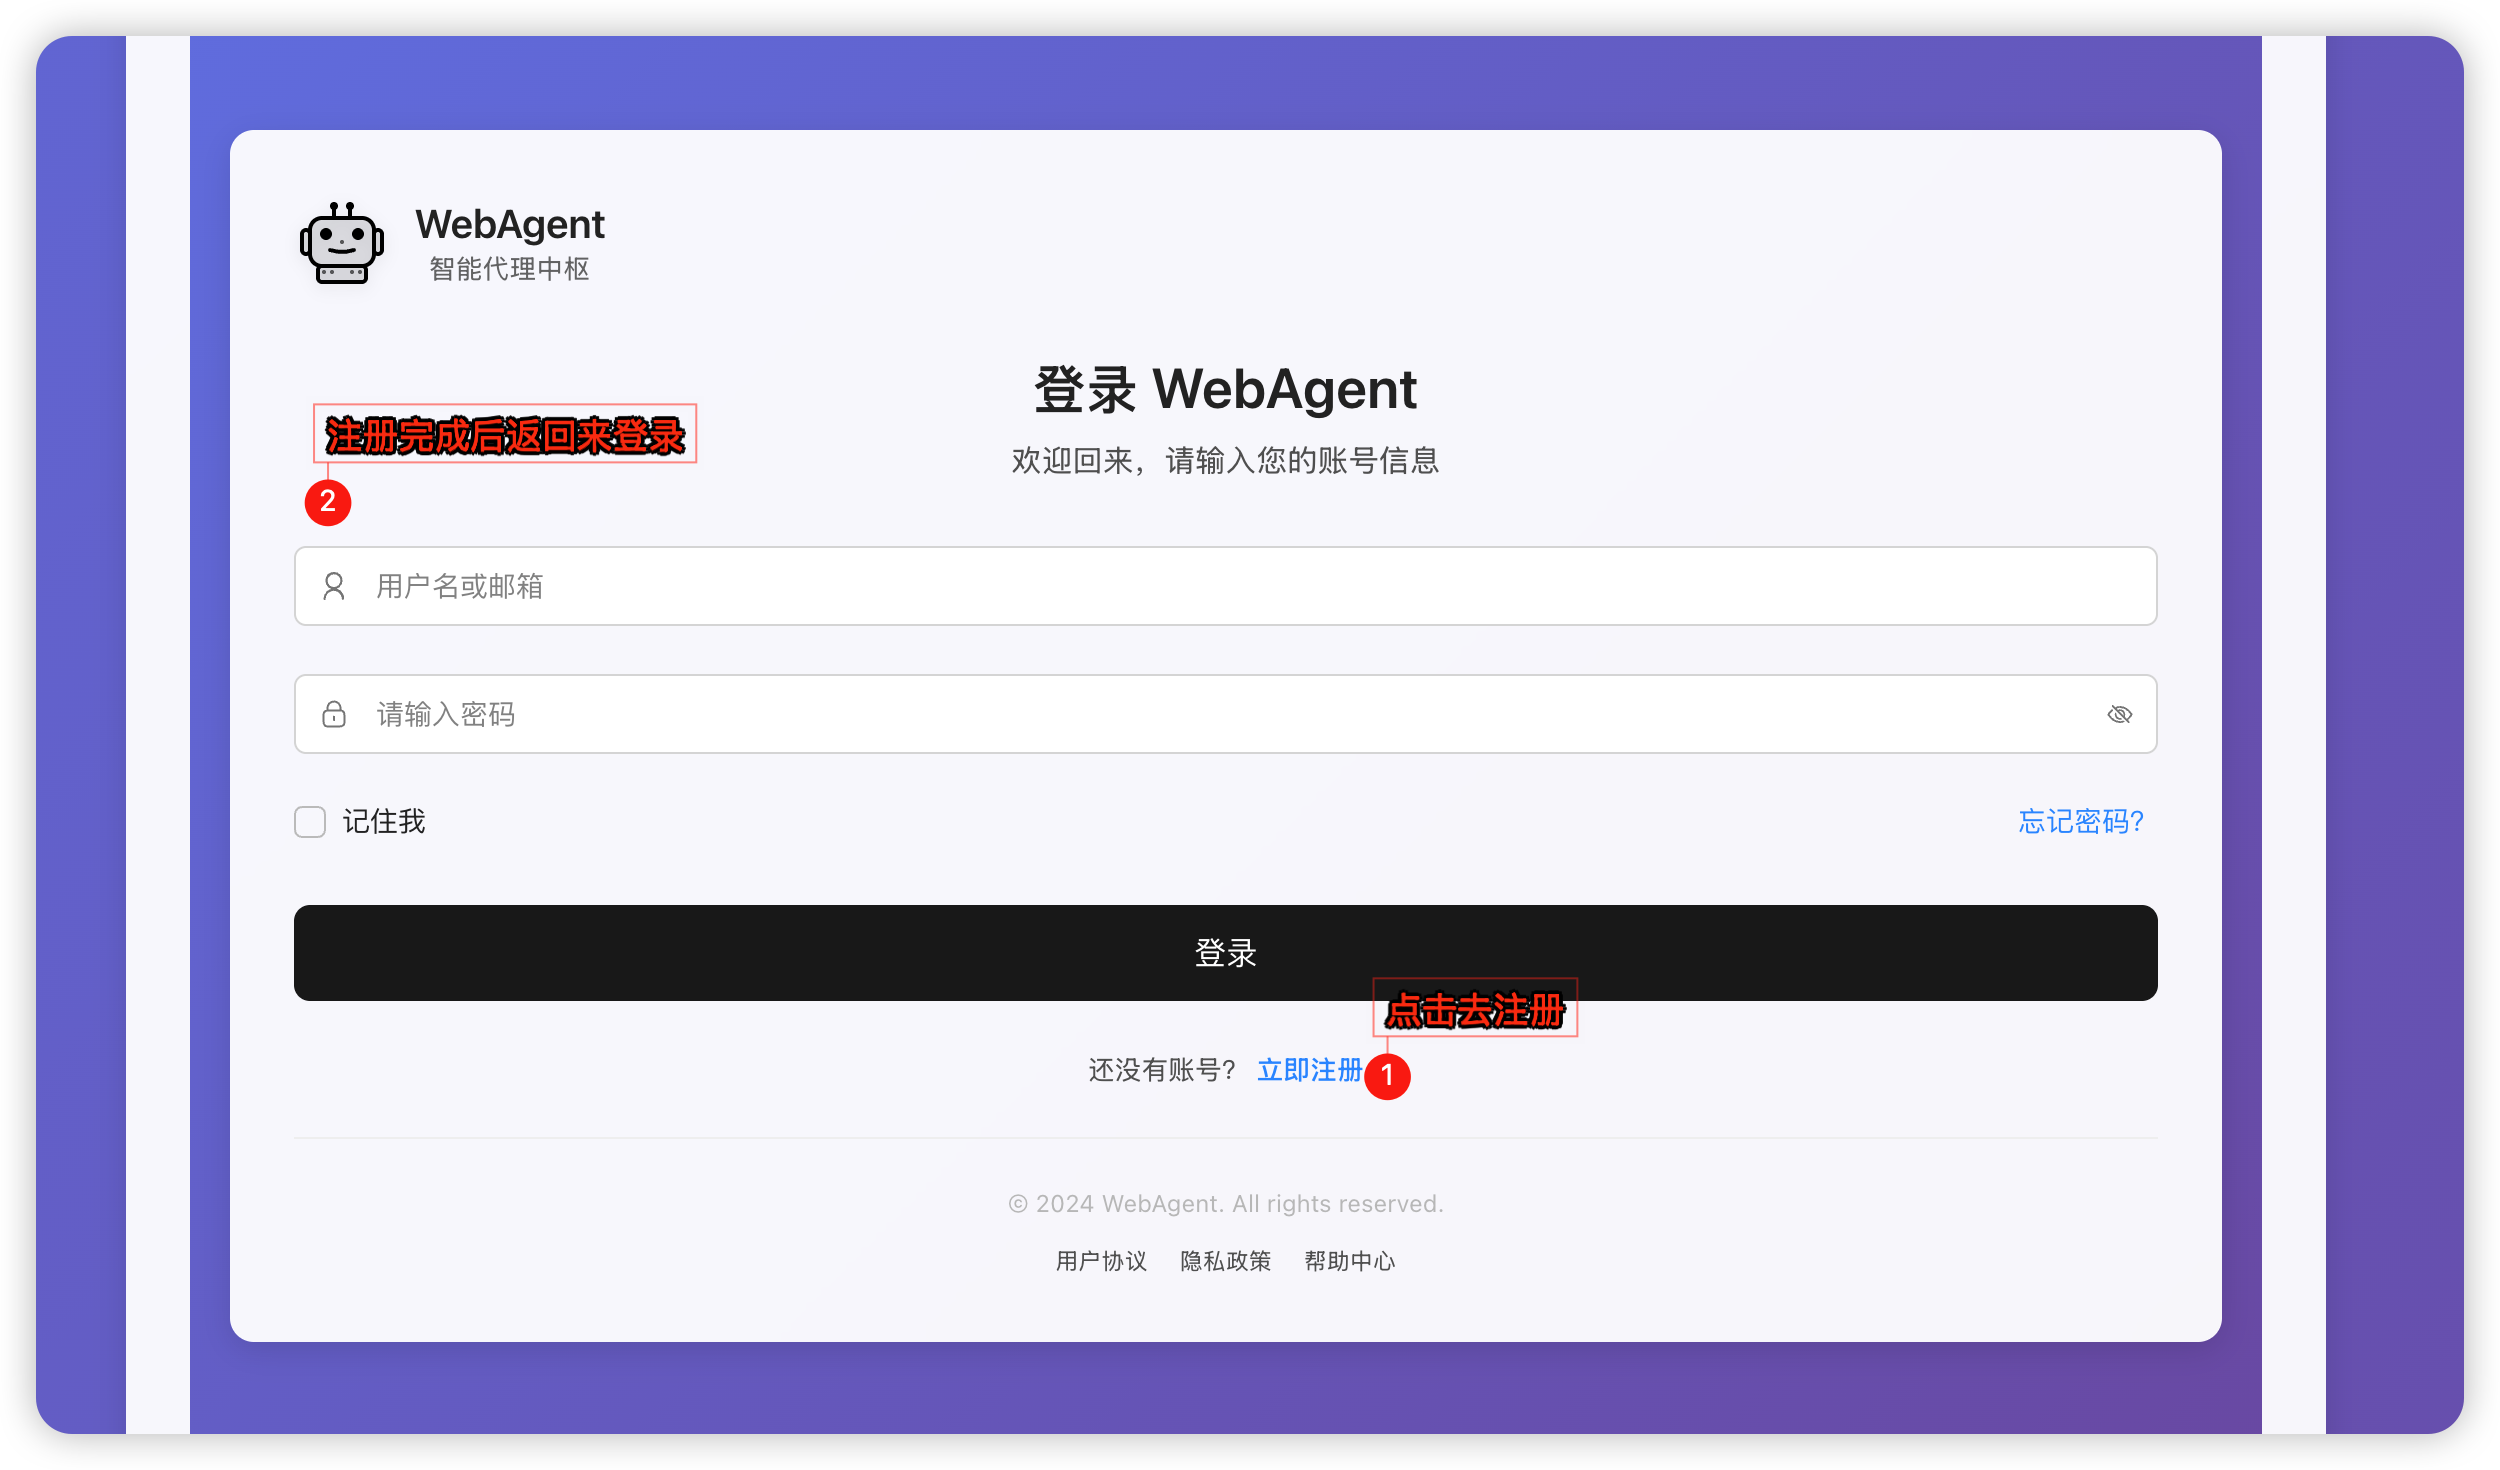 WebAgent
智能代理中枢
登录 WebAgent
欢迎回来，请输入您的账号信息
注册完成后返回来登录
2
用户名或邮箱
请输入密码
记住我
忘记密码?
登录
点击去注册
还没有账号? 立即注册
1
© 2024 WebAgent. All rights reserved.
用户协议 隐私政策 帮助中心